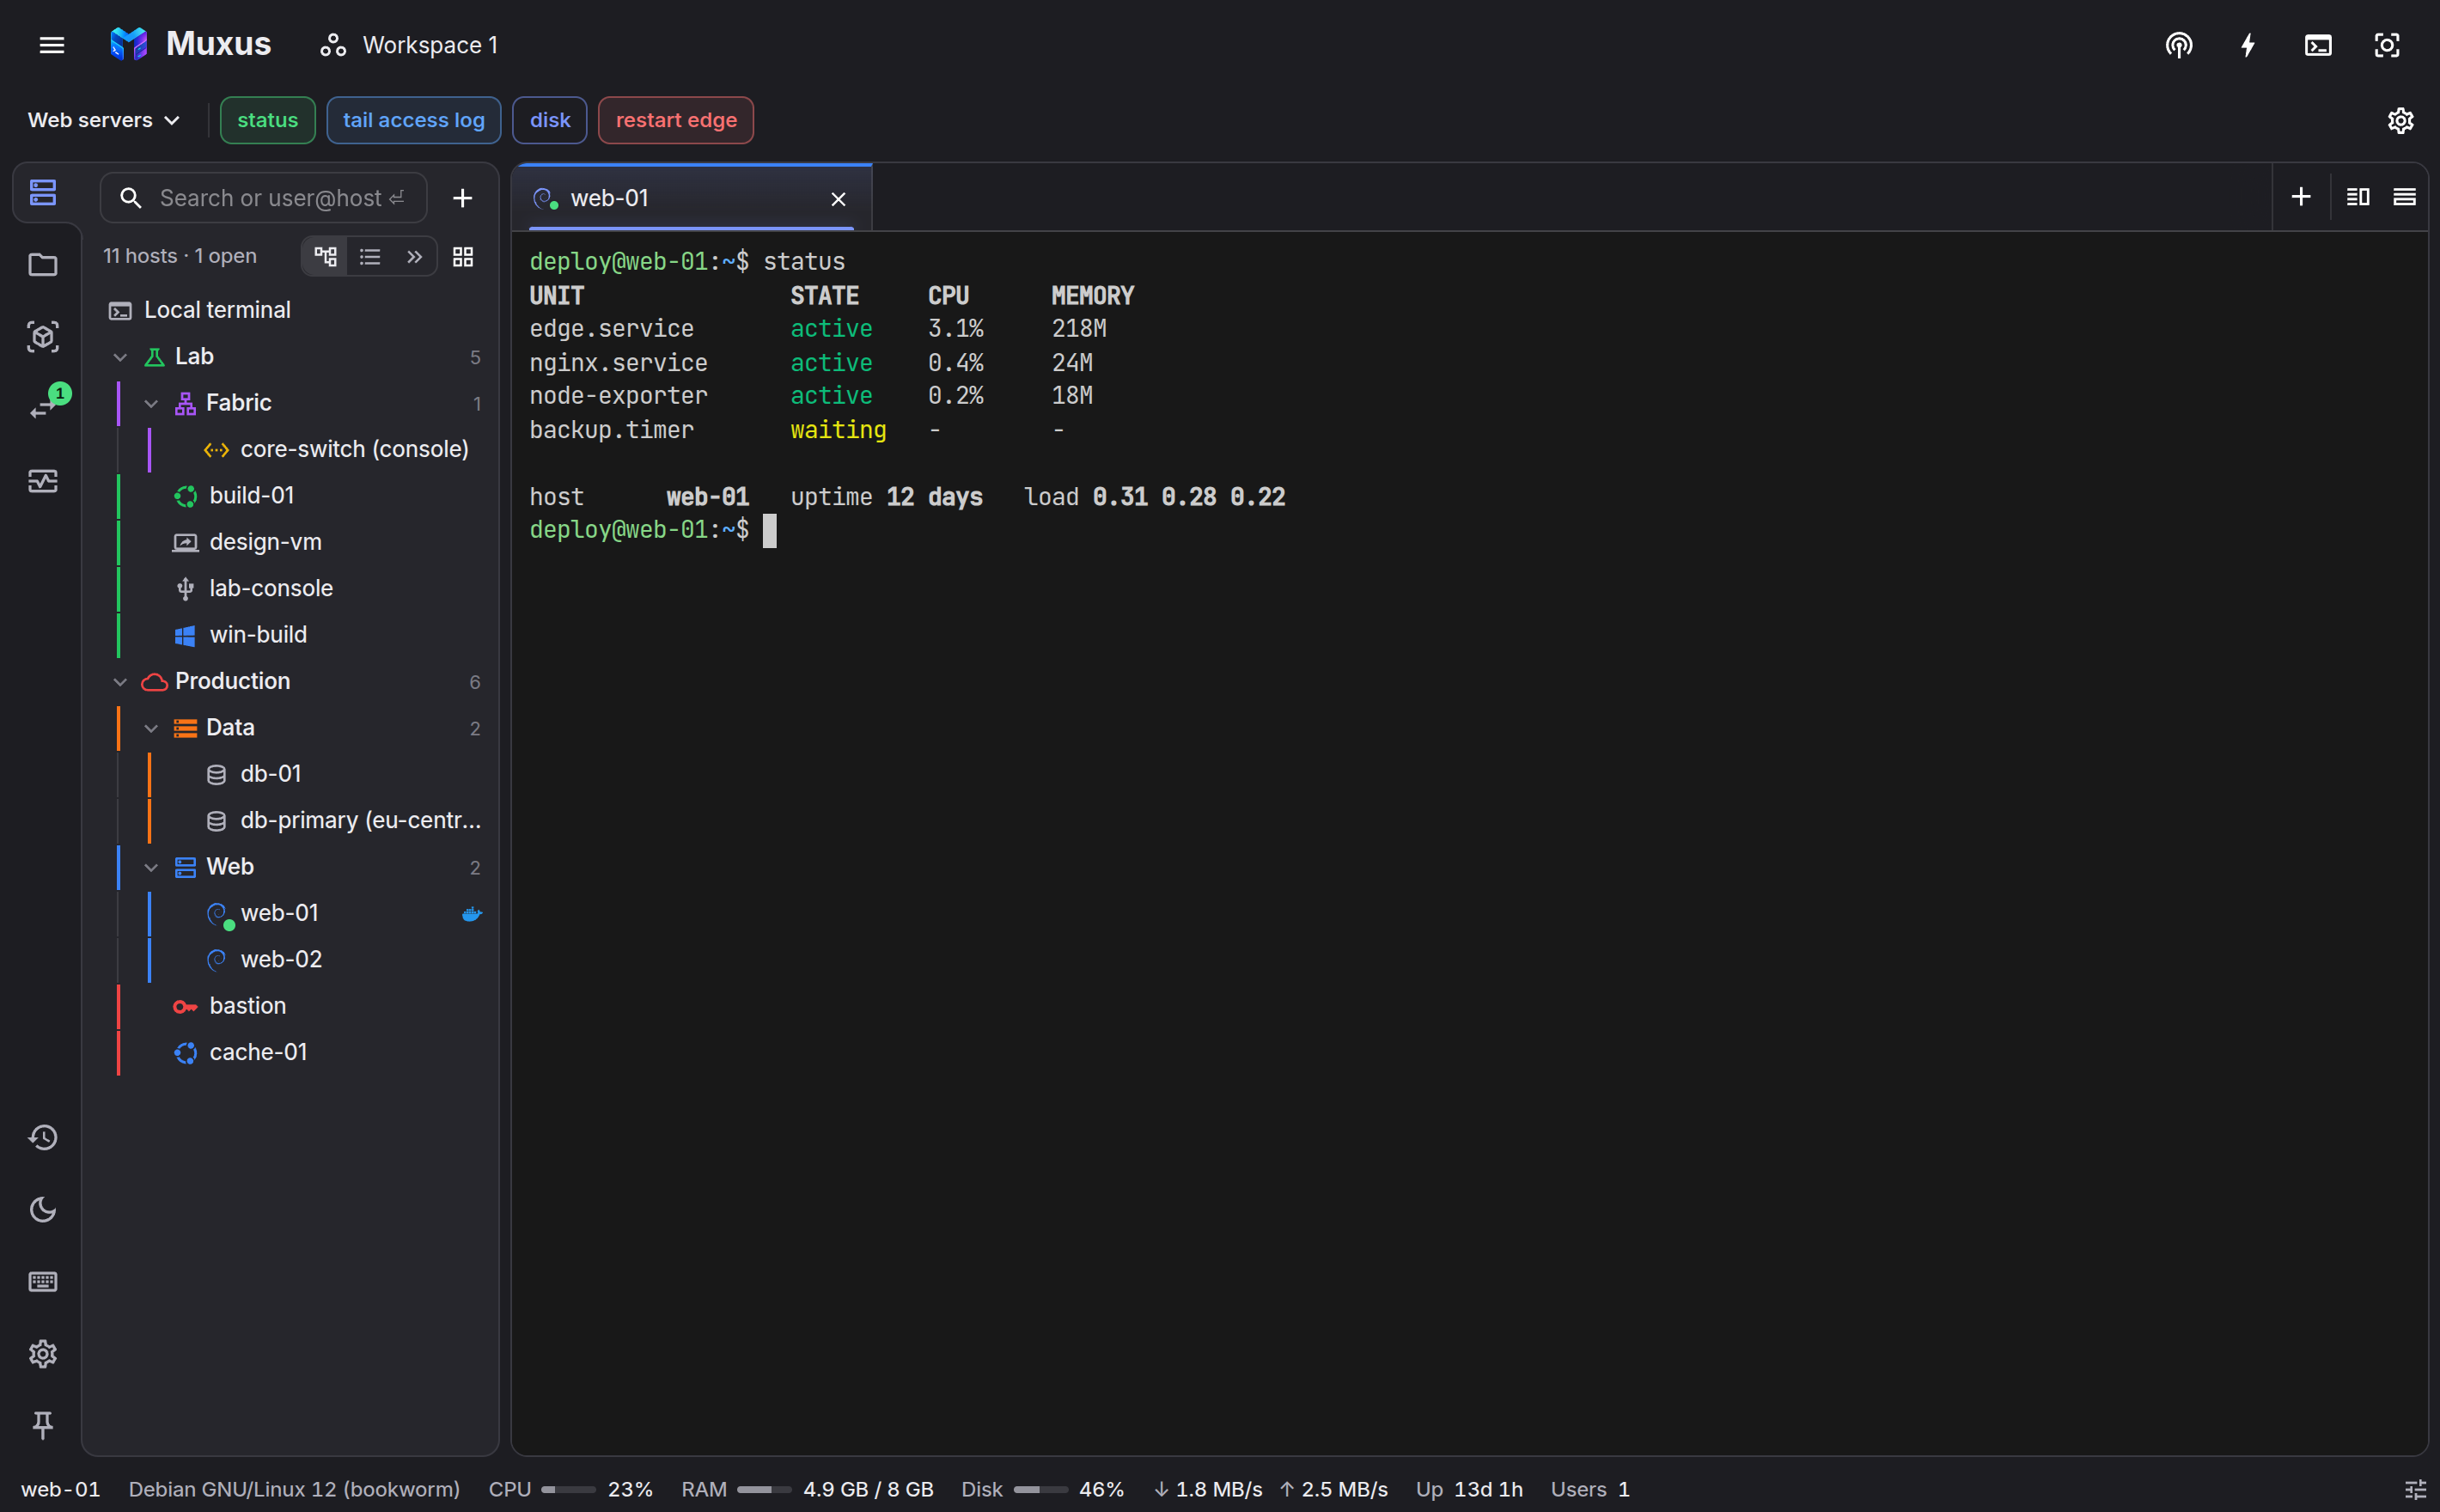 Muxus Workspace 1
Web servers status tail access log disk restart edge
Search or user@host
11 hosts · 1 open
Local terminal
Lab 5
Fabric 1
core-switch (console)
build-01
design-vm
lab-console
win-build
Production 6
Data 2
db-01
db-primary (eu-centr...
Web 2
web-01
web-02
bastion
cache-01
1
web-01
deploy@web-01:~$ status
UNIT STATE CPU MEMORY
edge.service active 3.1% 218M
nginx.service active 0.4% 24M
node-exporter active 0.2% 18M
backup.timer waiting - -
host web-01 uptime 12 days load 0.31 0.28 0.22
deploy@web-01:~$
web-01 Debian GNU/Linux 12 (bookworm) CPU 23% RAM 4.9 GB / 8 GB Disk 46% ↓ 1.8 MB/s ↑ 2.5 MB/s Up 13d 1h Users 1